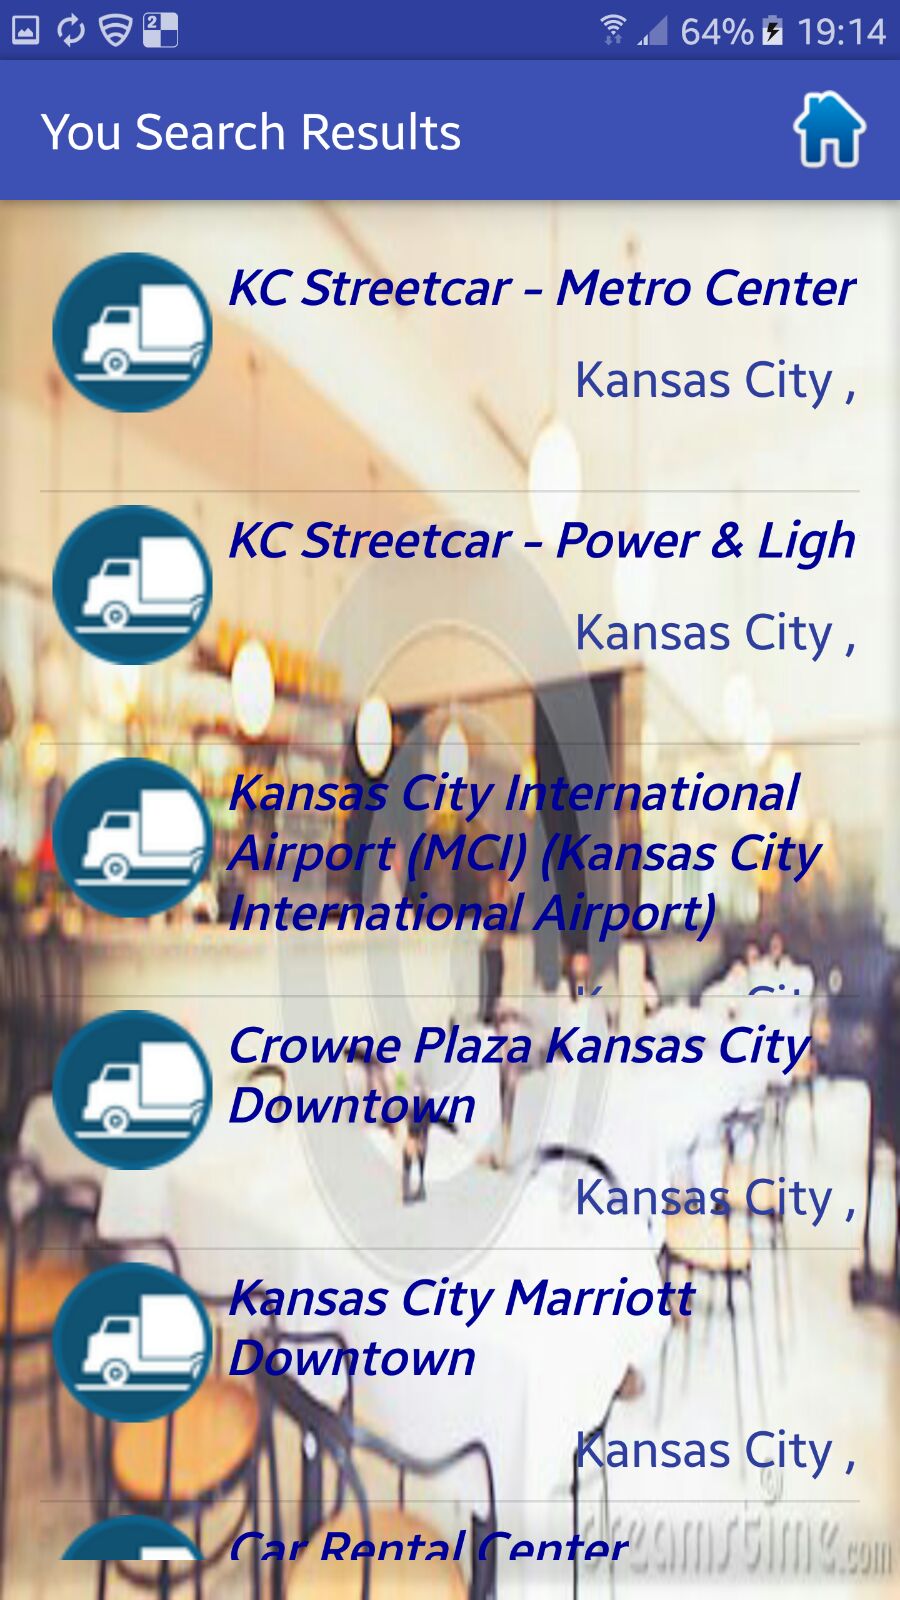 2
64%
19:14
You Search Results
KC Streetcar - Metro Center
Kansas City ,
KC Streetcar - Power & Ligh
Kansas City ,
Kansas City International
Airport (MCI) (Kansas City
International Airport)
Crowne Plaza Kansas City
Downtown
Kansas City ,
Kansas City Marriott
Downtown
Kansas City ,
Car Rental Center
dreamstime.com